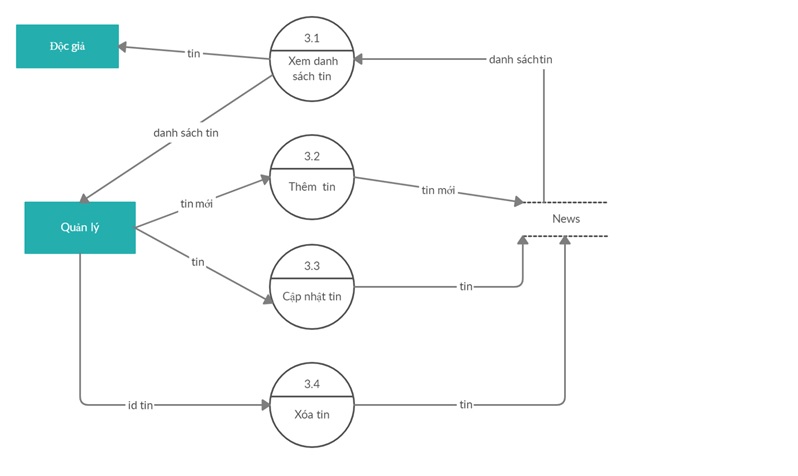 3.1
Độc giả
tin
Xem danh
sách tin
danh sáchtin
danh sách tin
3.2
Thêm tin
tin mới
tin mới
Quản lý
News
tin
3.3
Cập nhật tin
tin
3.4
id tin
Xóa tin
tin